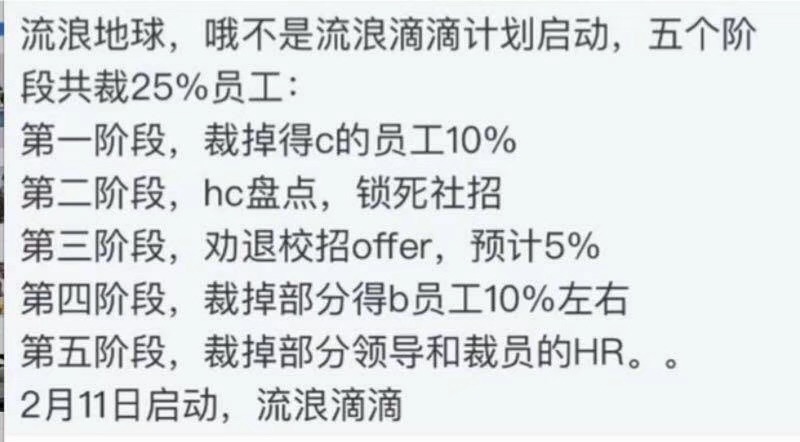 流浪地球，哦不是流浪滴滴计划启动，五个阶
段共裁25%员工：
第一阶段，裁掉得c的员工10%
第二阶段，hc盘点，锁死社招
第三阶段，劝退校招offer，预计5%
第四阶段，裁掉部分得b员工10%左右
第五阶段，裁掉部分领导和裁员的HR。。
2月11日启动，流浪滴滴